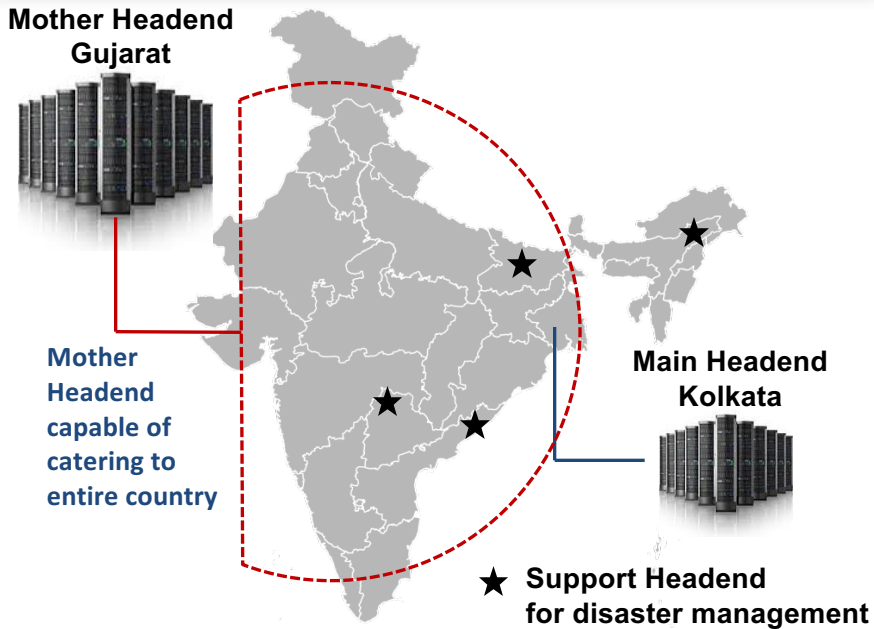 Mother Headend
Gujarat
Mother
Headend
capable of
catering to
entire country
Main Headend
Kolkata
Support Headend
for disaster management